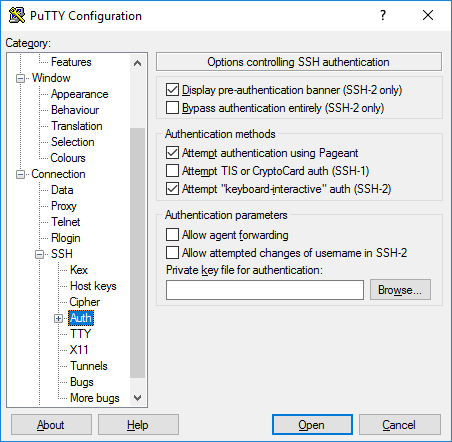 PuTTY Configuration
Category:
Features
Window
Appearance
Behaviour
Translation
Selection
Colours
Connection
Data
Proxy
Telnet
Rlogin
SSH
Kex
Host keys
Cipher
Auth
TTY
X11
Tunnels
Bugs
More bugs
Options controlling SSH authentication
Display pre-authentication banner (SSH-2 only)
Bypass authentication entirely (SSH-2 only)
Authentication methods
Attempt authentication using Pageant
Attempt TIS or CryptoCard auth (SSH-1)
Attempt "keyboard-interactive" auth (SSH-2)
Authentication parameters
Allow agent forwarding
Allow attempted changes of username in SSH-2
Private key file for authentication:
Browse...
About
Help
Open
Cancel